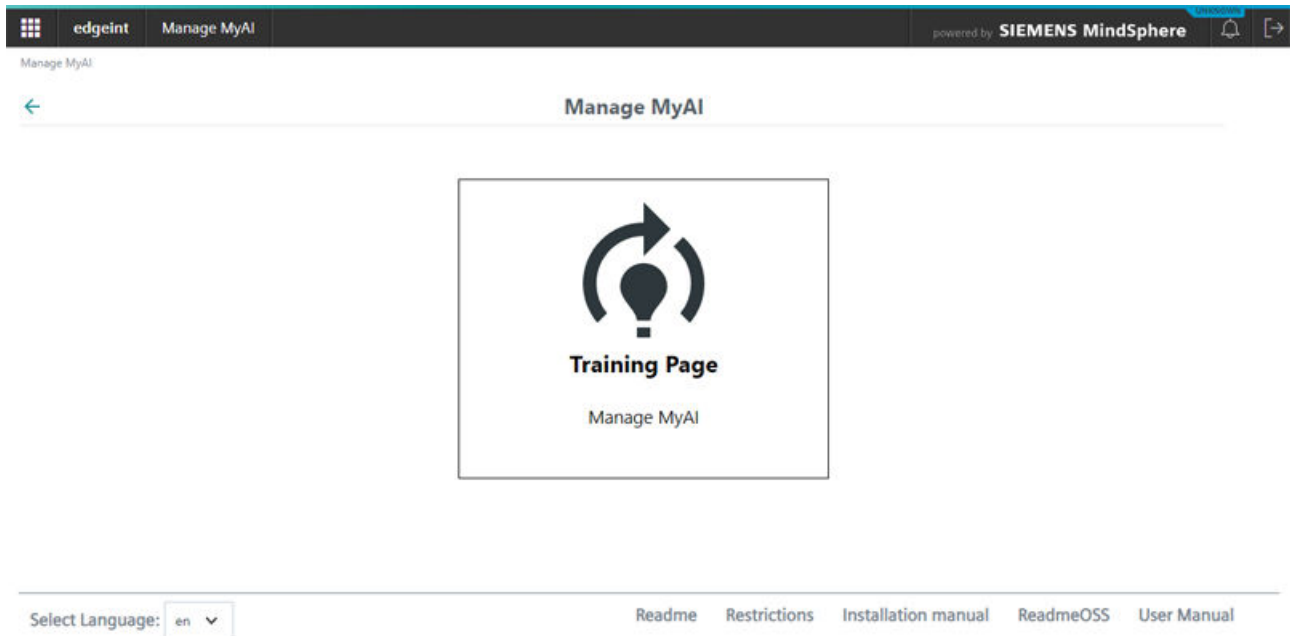 UNKNOWN
edgeint Manage MyAI powered by SIEMENS MindSphere
Manage MyAI
Manage MyAI
Training Page
Manage MyAI
Select Language: en Readme Restrictions Installation manual ReadmeOSS User Manual